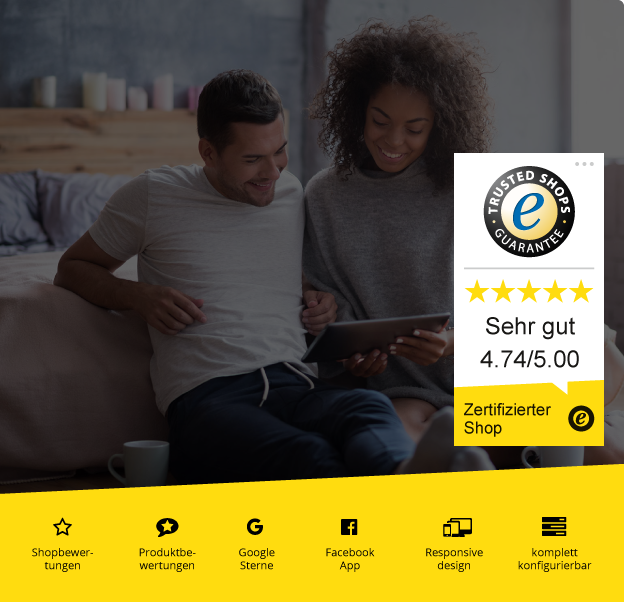 TRUSTED SHOPS
e
GUARANTEE
Sehr gut
4.74/5.00
Zertifizierter
Shop
e
Shopbewer-
tungen
Produktbe-
wertungen
Google
Sterne
Facebook
App
Responsive
design
komplett
konfigurierbar